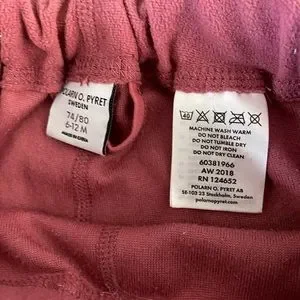 POLARN O. PYRET
SWEDEN
74/80
6-12 M
MADE IN CHINA
40
MACHINE WASH WARM
DO NOT BLEACH
DO NOT TUMBLE DRY
DO NOT IRON
DO NOT DRY CLEAN
60381966
AW 2018
RN 124652
POLARN O. PYRET AB
SE-103 23 Stockholm, Sweden
polarnopyret.com